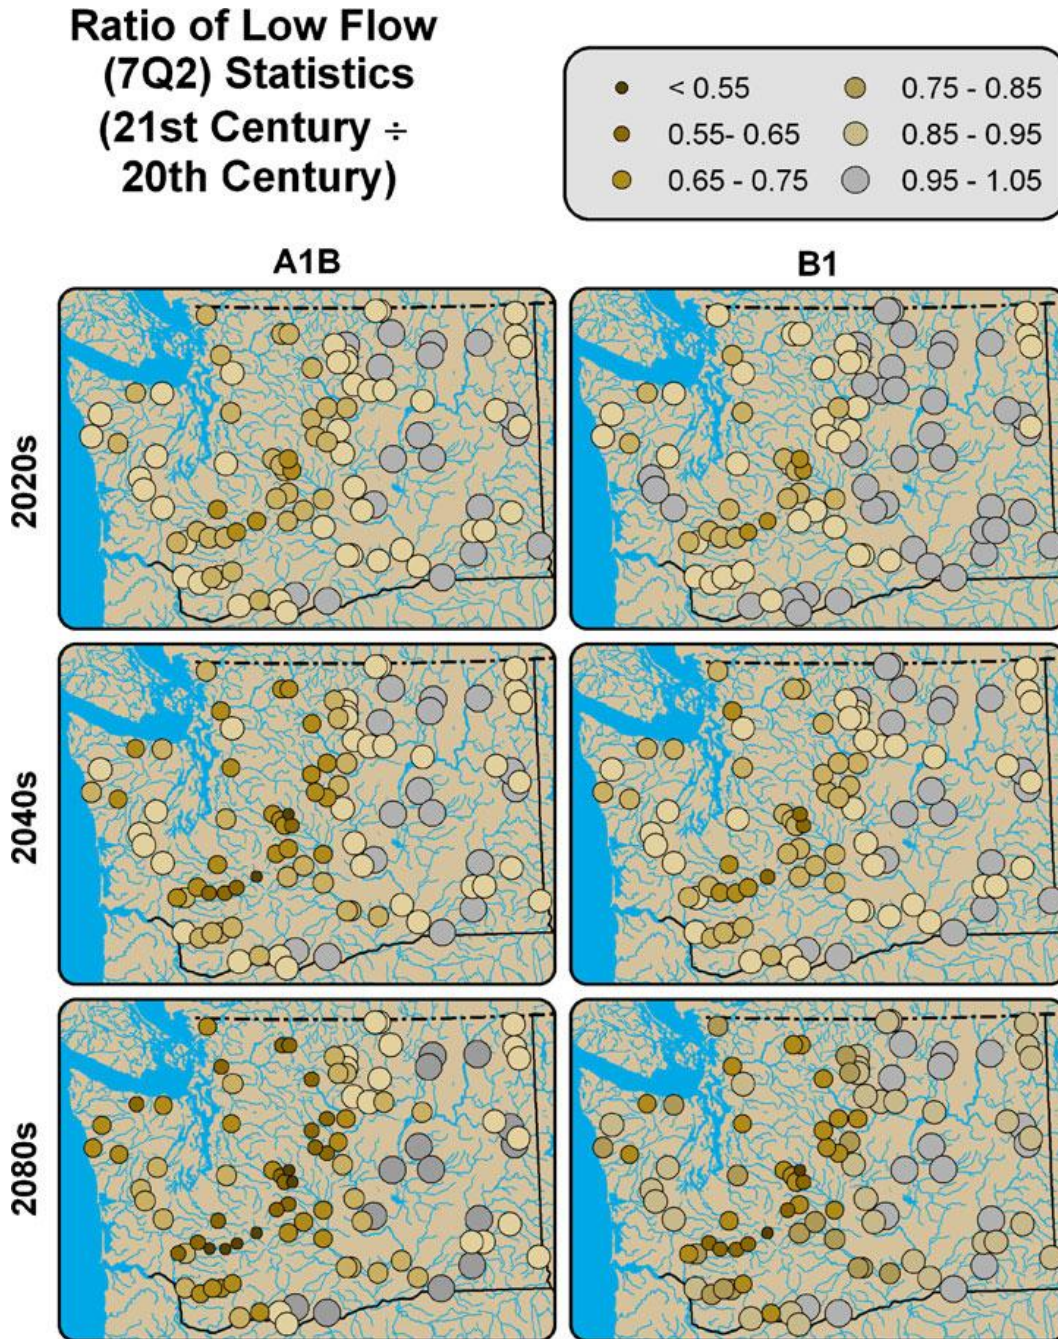 Ratio of Low Flow
(7Q2) Statistics
(21st Century ÷
20th Century)
< 0.55
0.55- 0.65
0.65 - 0.75
0.75 - 0.85
0.85 - 0.95
0.95 - 1.05
A1B
B1
2020s
2040s
2080s